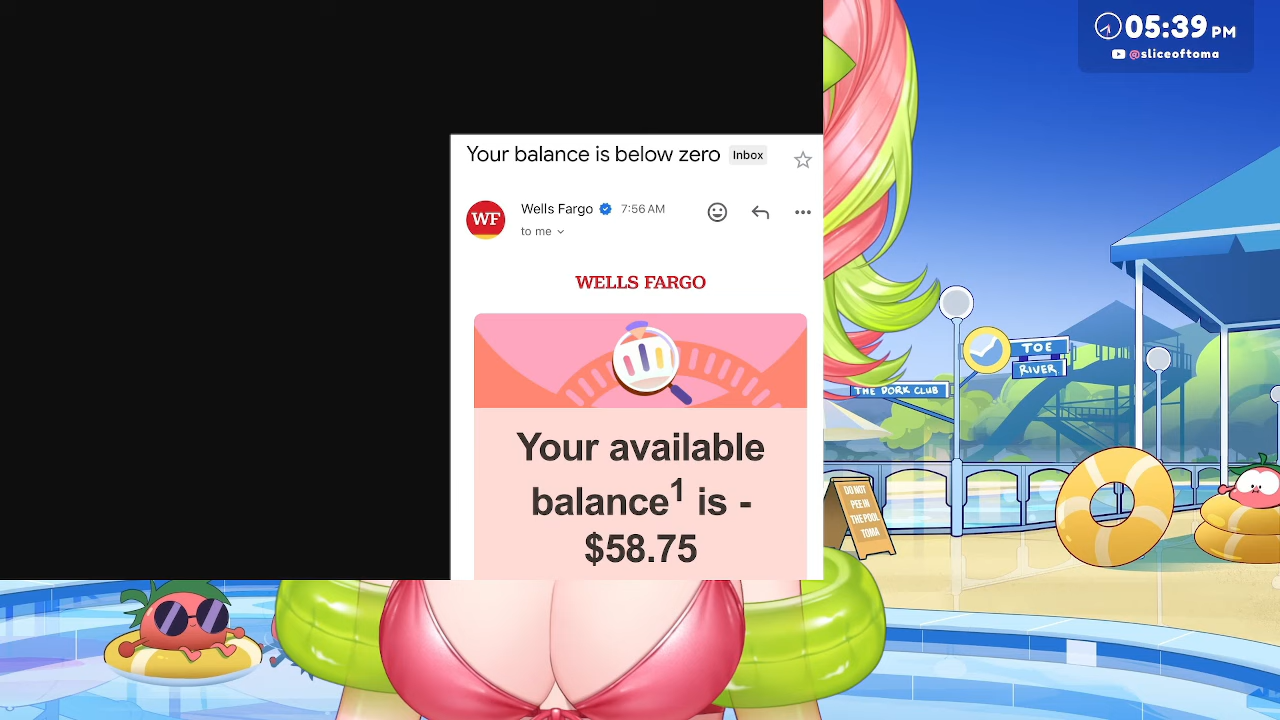 05:39 PM
@sliceoftoma
Your balance is below zero Inbox
WF
Wells Fargo 7:56 AM
to me
WELLS FARGO
Your available
balance1 is -
$58.75
TOE
RIVER
THE DORK CLUB
DO NOT
PEE IN
THE POOL
TOMA